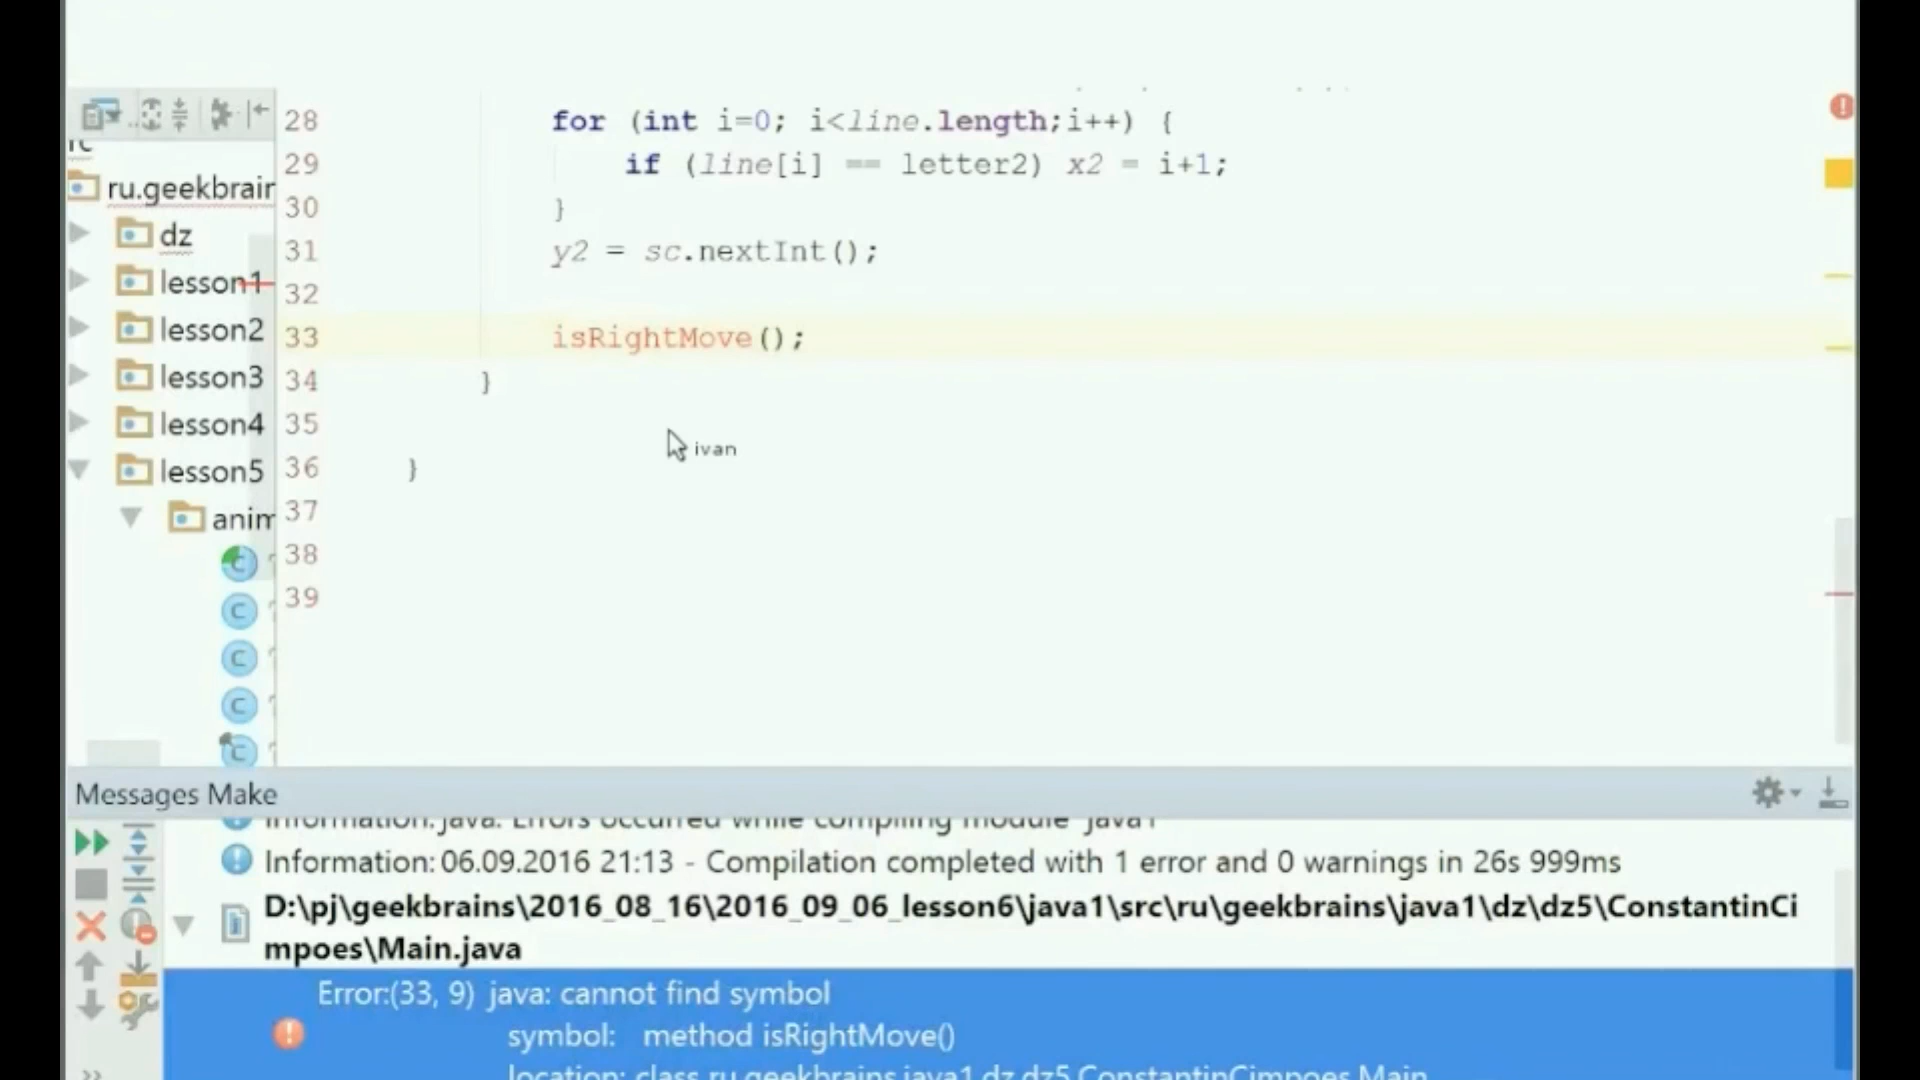 28 for (int i=0; i<line.length;i++) {
29 if (line[i] == letter2) x2 = i+1;
30 }
31 y2 = sc.nextInt();
32
33 isRightMove();
34 }
35
36 }
37
38
39
ivan
ru.geekbrair
dz
lesson1
lesson2
lesson3
lesson4
lesson5
anim
Messages Make
Information: java: Errors occurred while compiling module 'java1'
Information: 06.09.2016 21:13 - Compilation completed with 1 error and 0 warnings in 26s 999ms
D:\pj\geekbrains\2016_08_16\2016_09_06_lesson6\java1\src\ru\geekbrains\java1\dz\dz5\ConstantinCi
mpoes\Main.java
Error:(33, 9) java: cannot find symbol
symbol: method isRightMove()
location: class ru.geekbrains.java1.dz.dz5.ConstantinCimpoes.Main